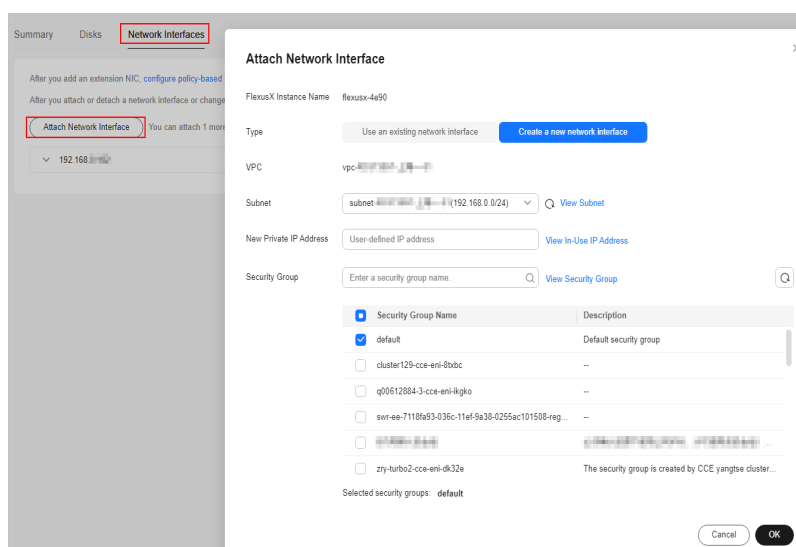 Summary Disks Network Interfaces
After you add an extension NIC, configure policy-based
After you attach or detach a network interface or change
Attach Network Interface You can attach 1 more
192.168.
Attach Network Interface
FlexusX Instance Name flexusx-4e90
Type Use an existing network interface Create a new network interface
VPC vpc-
Subnet subnet- (192.168.0.0/24) View Subnet
New Private IP Address User-defined IP address View In-Use IP Address
Security Group Enter a security group name. View Security Group
Security Group Name Description
default Default security group
cluster129-cce-eni-8txbc --
q00612884-3-cce-eni-ikgko --
swr-ee-7118fa93-036c-11ef-9a38-0255ac101508-reg... --
...
zry-turbo2-cce-eni-dk32e The security group is created by CCE yangtse cluster...
Selected security groups: default
Cancel OK